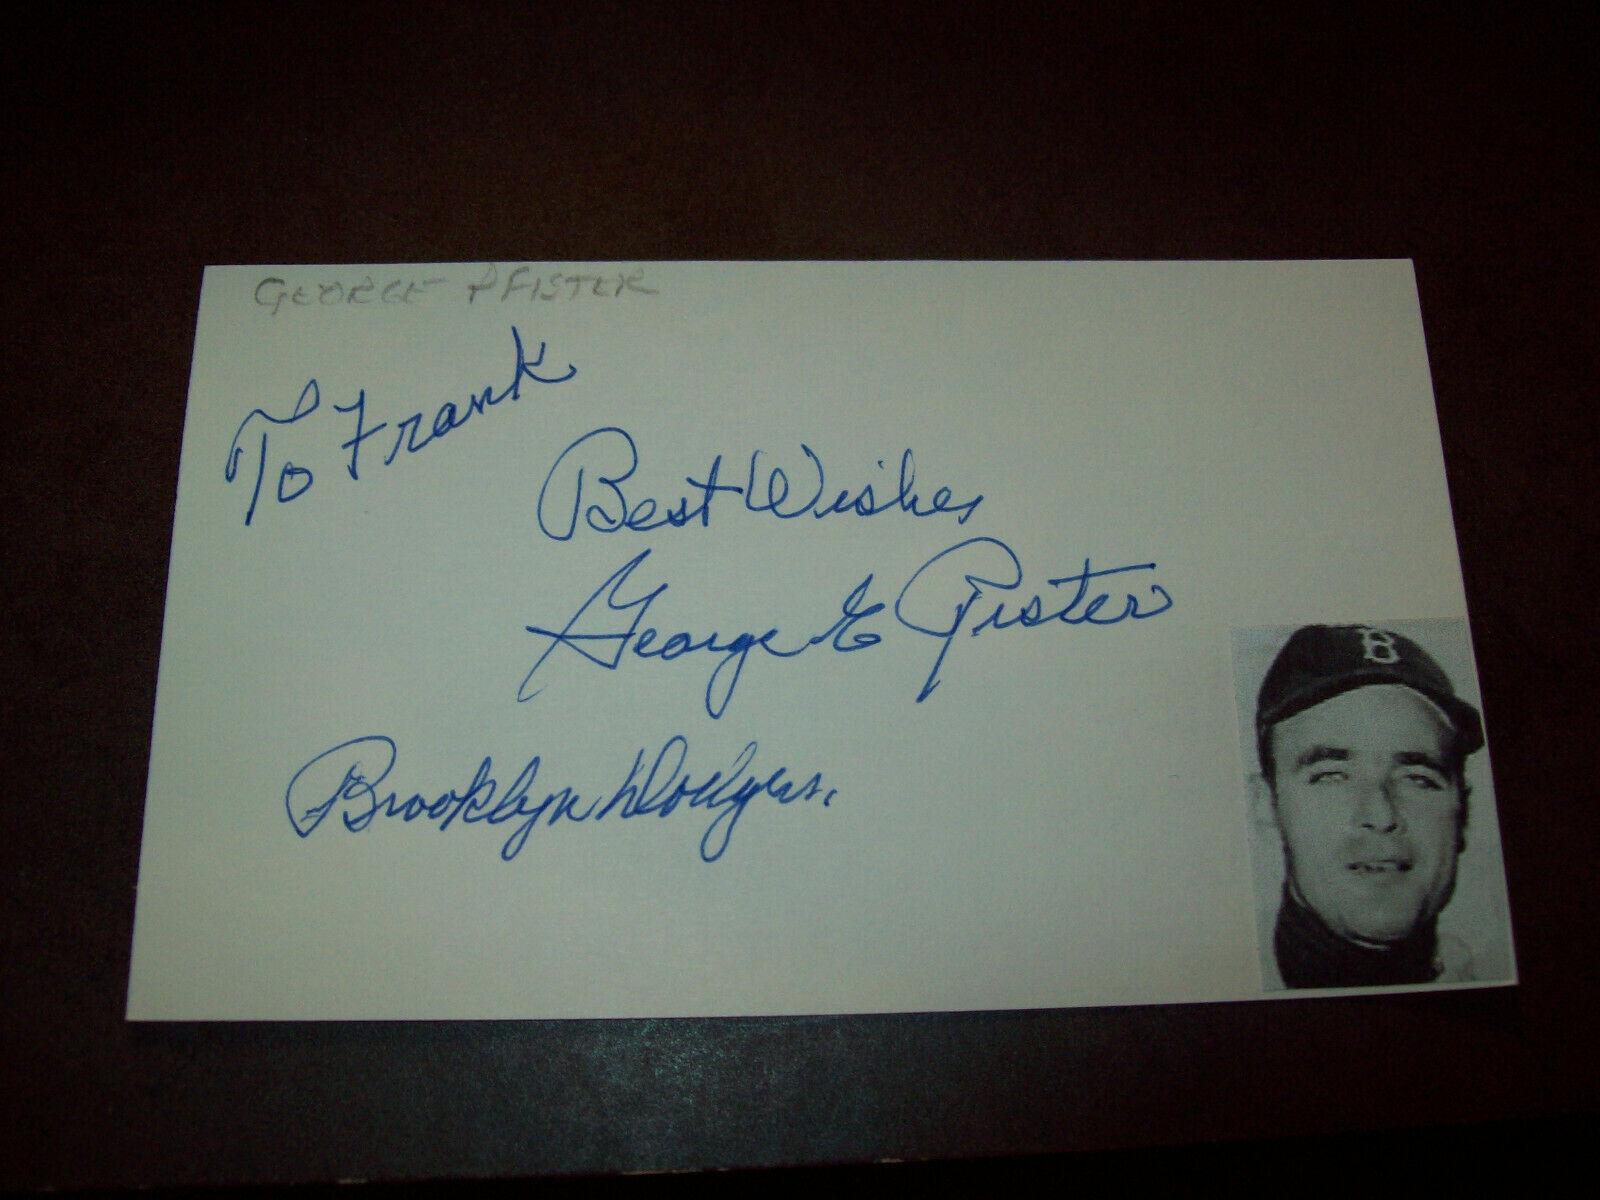 GEORGE PFISTER
To Frank
Best Wishes
George E Pfister
Brooklyn Dodgers.
B